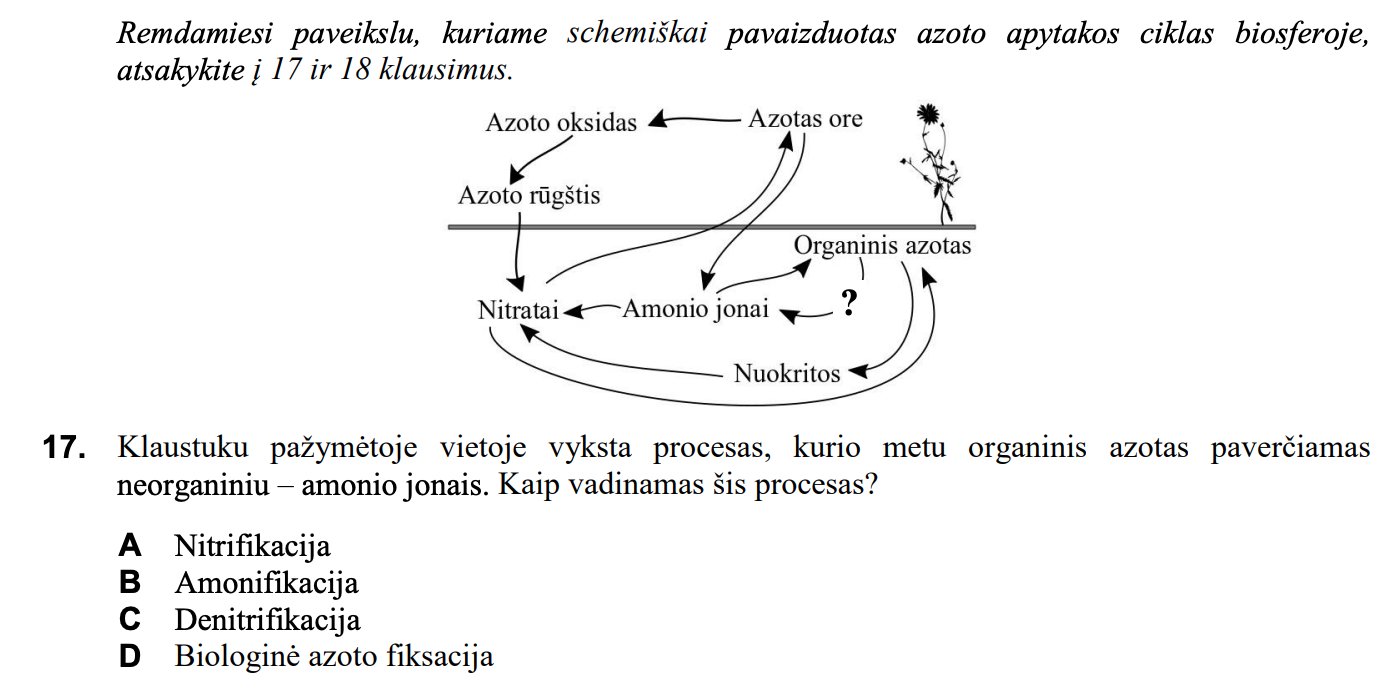 Remdamiesi paveikslu, kuriame schemiškai pavaizduotas azoto apytakos ciklas biosferoje,
atsakykite į 17 ir 18 klausimus.
Azoto oksidas
Azotas ore
Azoto rūgštis
Organinis azotas
Nitratai
Amonio jonai
?
Nuokritos
17. Klaustuku pažymėtoje vietoje vyksta procesas, kurio metu organinis azotas paverčiamas
neorganiniu – amonio jonais. Kaip vadinamas šis procesas?
A Nitrifikacija
B Amonifikacija
C Denitrifikacija
D Biologinė azoto fiksacija